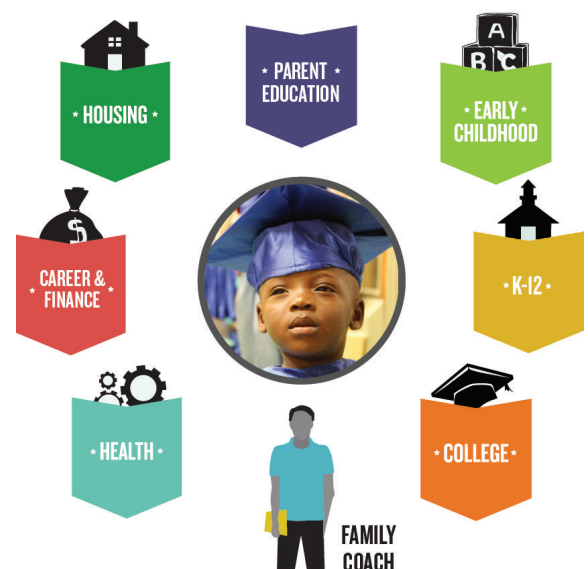 * HOUSING *
* PARENT *
EDUCATION
A
B C
* EARLY *
CHILDHOOD
$
CAREER &
* FINANCE *
* K-12 *
* HEALTH *
* COLLEGE *
FAMILY
COACH